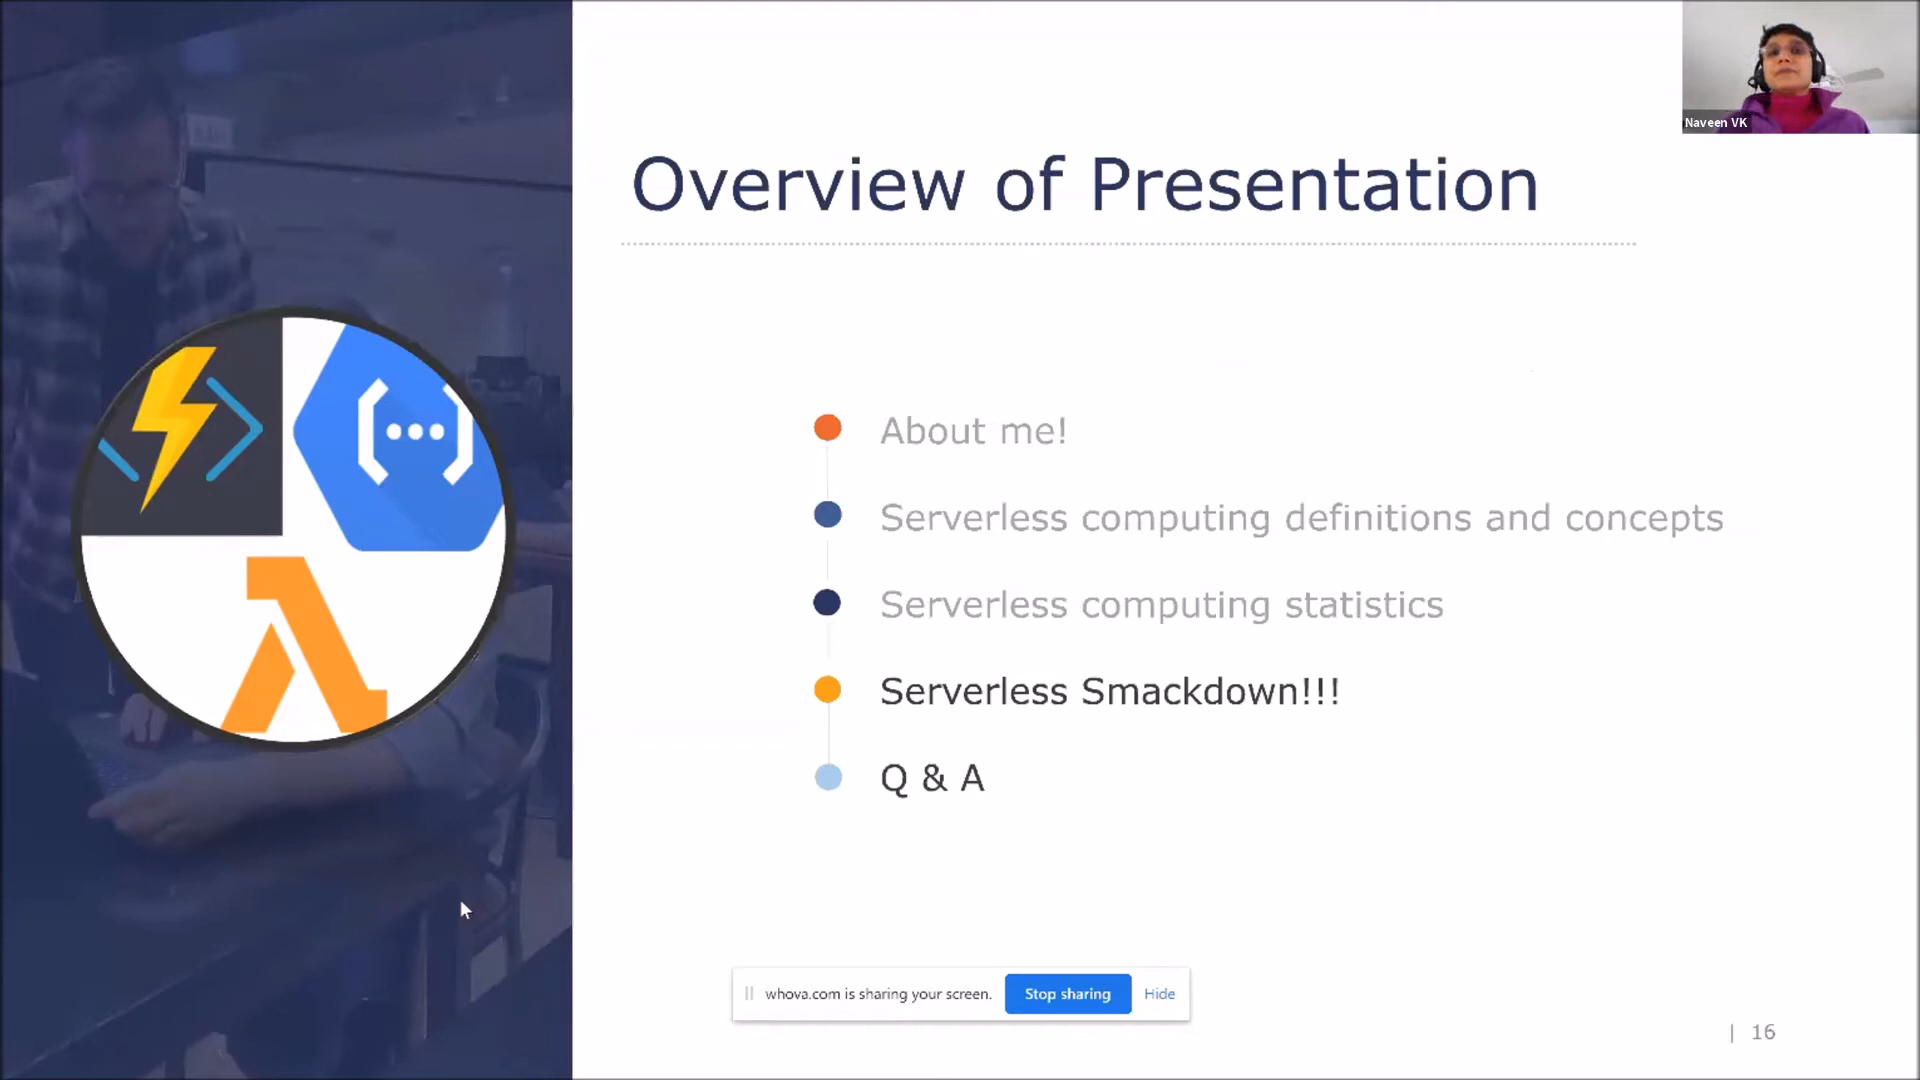 Naveen VK
Overview of Presentation
About me!
Serverless computing definitions and concepts
Serverless computing statistics
Serverless Smackdown!!!
Q & A
whova.com is sharing your screen.
Stop sharing
Hide
| 16